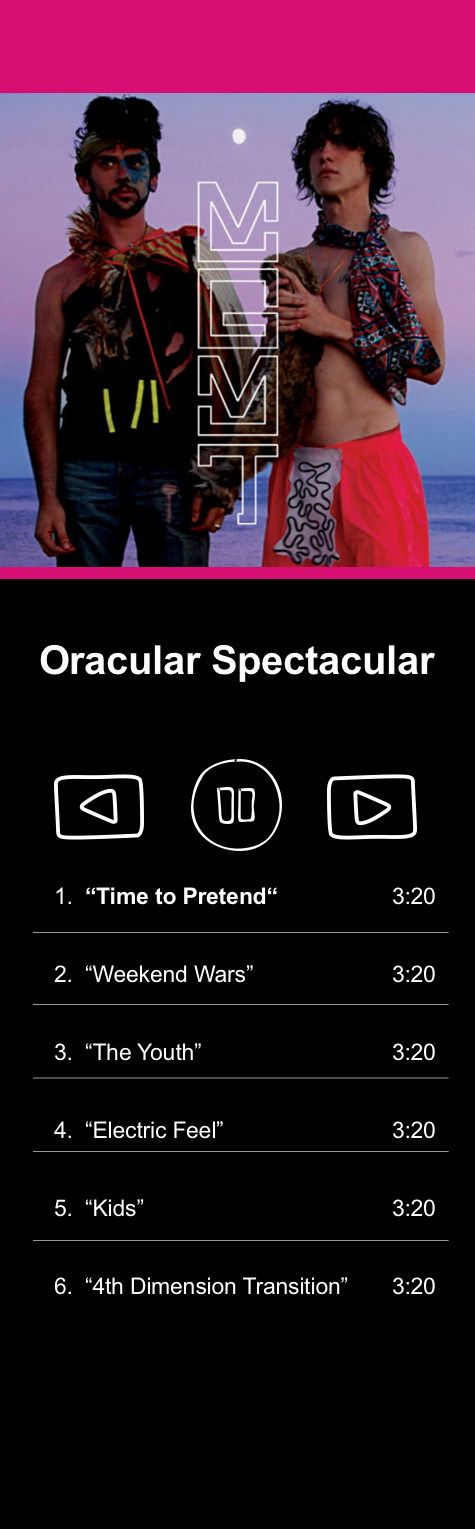 MGMT
Oracular Spectacular
1. “Time to Pretend“ 3:20
2. “Weekend Wars” 3:20
3. “The Youth” 3:20
4. “Electric Feel” 3:20
5. “Kids” 3:20
6. “4th Dimension Transition” 3:20